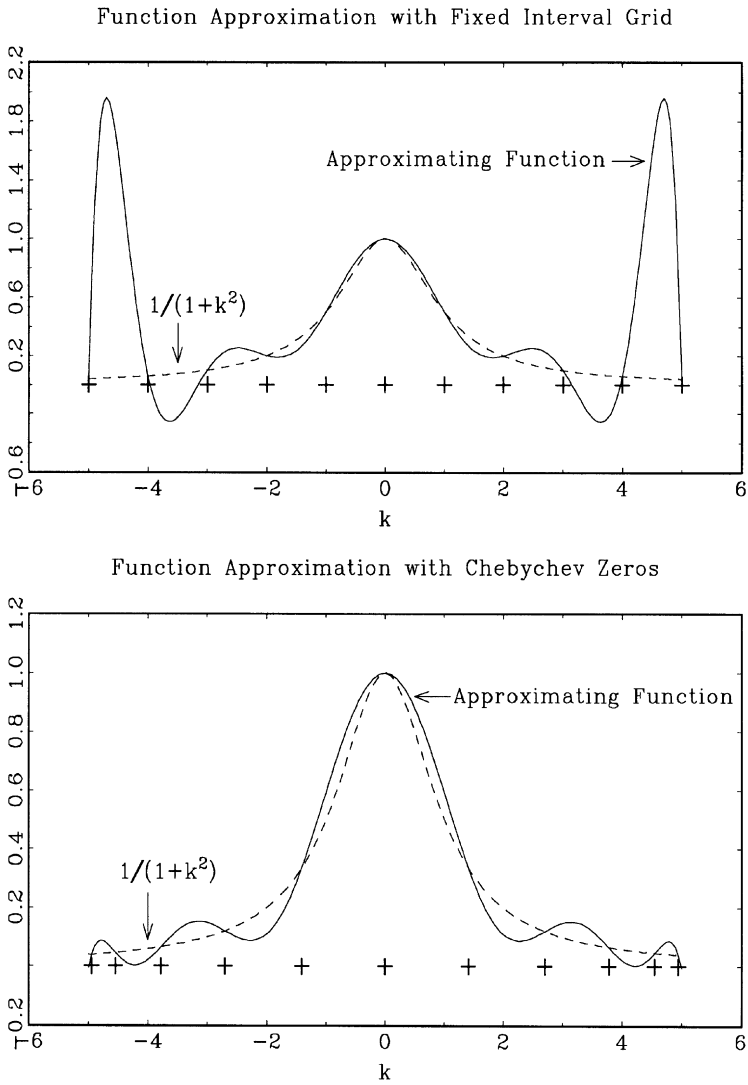 Function Approximation with Fixed Interval Grid
2.2
1.8
Approximating Function
1.4
1.0
1/(1+k²)
0.6
0.2
-0.6
-6 -4 -2 0 2 4 6
k
Function Approximation with Chebychev Zeros
1.2
1.0
Approximating Function
0.8
0.6
0.4
1/(1+k²)
0.2
-0.2
-6 -4 -2 0 2 4 6
k